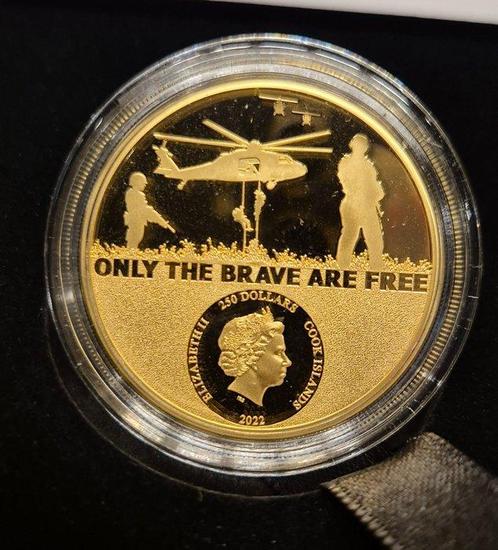 ONLY THE BRAVE ARE FREE
ELIZABETH II 250 DOLLARS COOK ISLANDS
2022